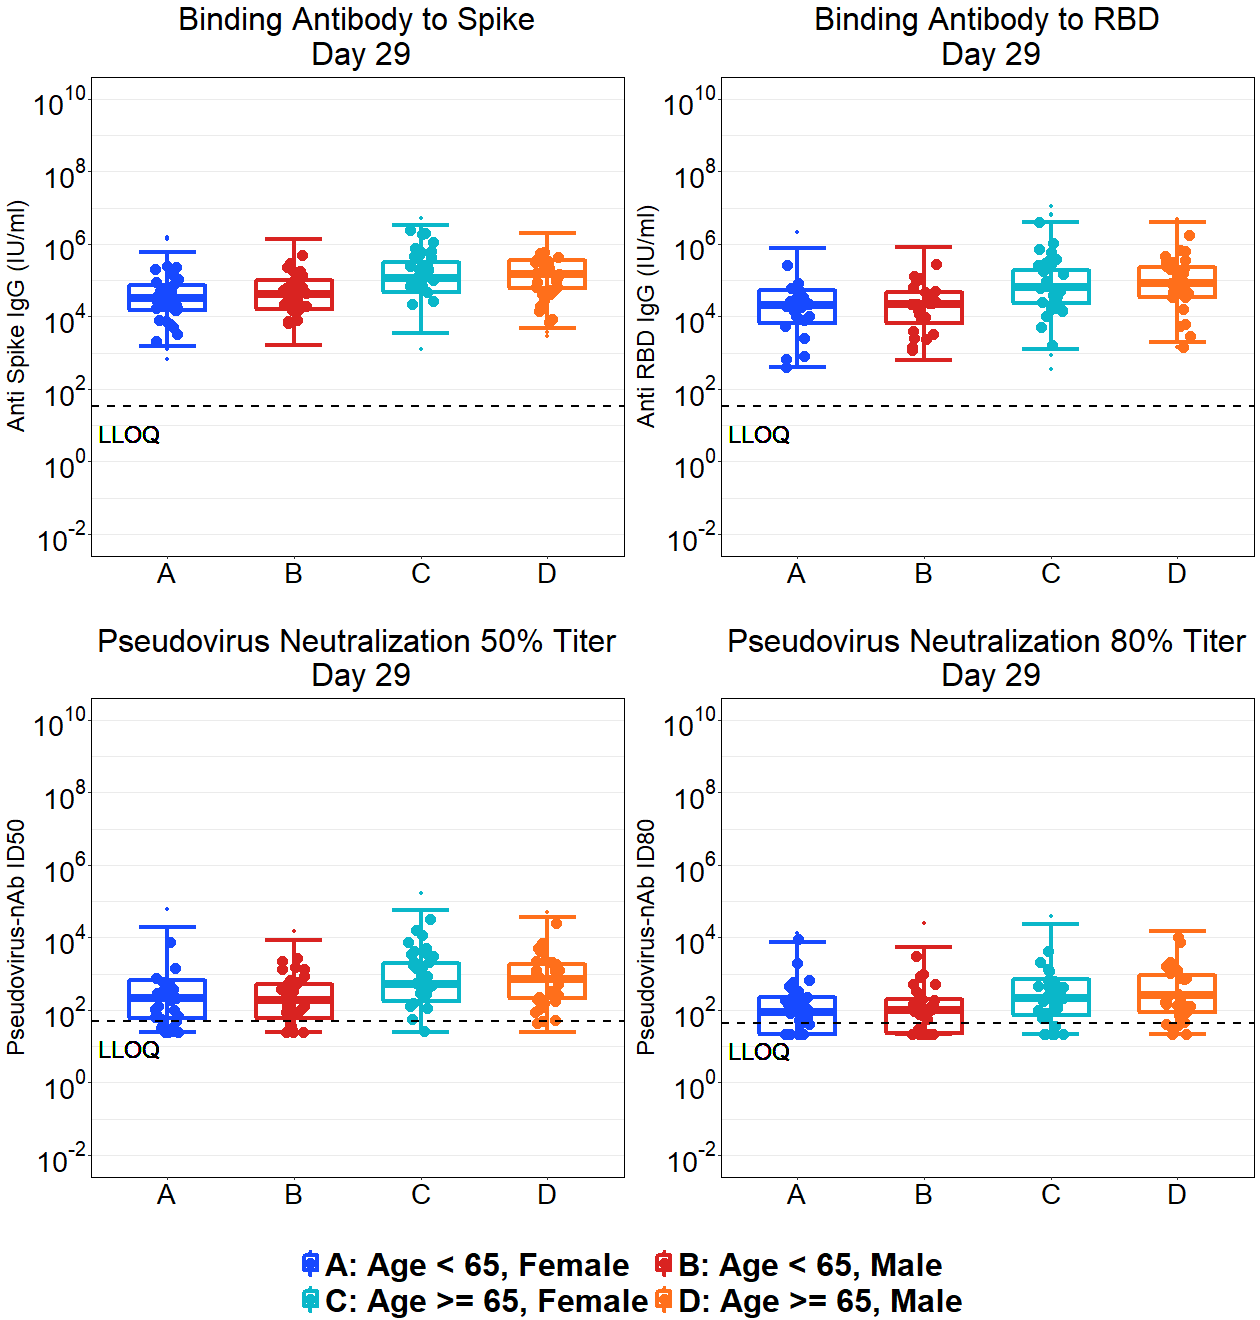 Binding Antibody to Spike
Day 29
Anti Spike IgG (IU/ml)
10^10
10^8
10^6
10^4
10^2
10^0
10^-2
LLOQ
A B C D
Binding Antibody to RBD
Day 29
Anti RBD IgG (IU/ml)
10^10
10^8
10^6
10^4
10^2
10^0
10^-2
LLOQ
A B C D
Pseudovirus Neutralization 50% Titer
Day 29
Pseudovirus-nAb ID50
10^10
10^8
10^6
10^4
10^2
10^0
10^-2
LLOQ
A B C D
Pseudovirus Neutralization 80% Titer
Day 29
Pseudovirus-nAb ID80
10^10
10^8
10^6
10^4
10^2
10^0
10^-2
LLOQ
A B C D
A: Age < 65, Female B: Age < 65, Male
C: Age >= 65, Female D: Age >= 65, Male